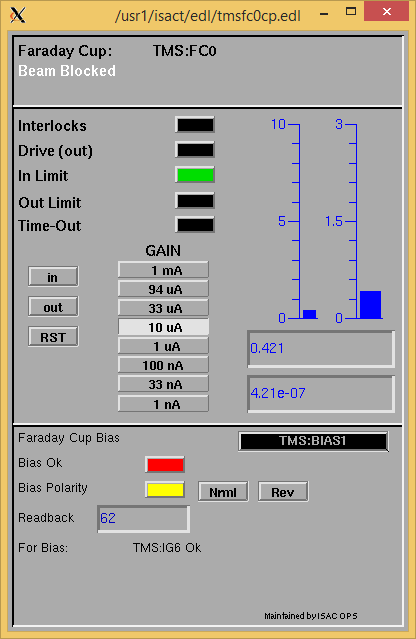 /usr1/isact/edl/tmsfc0cp.edl
Faraday Cup: TMS:FC0
Beam Blocked
Interlocks
Drive (out)
In Limit
Out Limit
Time-Out
GAIN
in
out
RST
1 mA
94 uA
33 uA
10 uA
1 uA
100 nA
33 nA
1 nA
10
5
0
3
1.5
0
0.421
4.21e-07
Faraday Cup Bias TMS:BIAS1
Bias Ok
Bias Polarity Nrml Rev
Readback 62
For Bias: TMS:IG6 Ok
Maintained by ISAC OPS